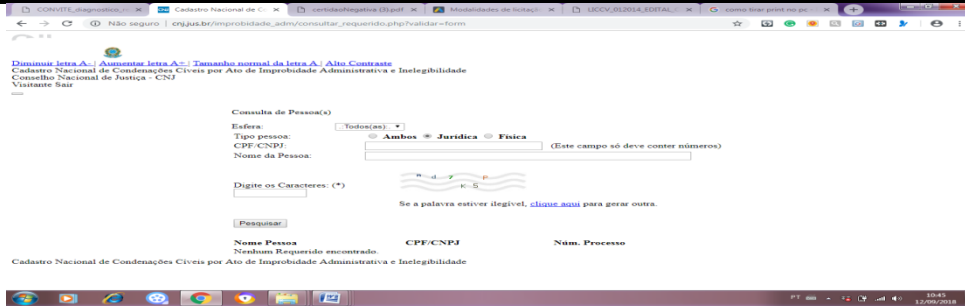 CONVITE_diagnostico_
Cadastro Nacional de C
certidaoNegativa (3).pdf
Modalidades de licitaç
LICCV_012014_EDITAL
como tirar print no pc
Não seguro | cnj.jus.br/improbidade_adm/consultar_requerido.php?validar=form
Diminuir letra A- | Aumentar letra A+ | Tamanho normal da letra A | Alto Contraste
Cadastro Nacional de Condenações Cíveis por Ato de Improbidade Administrativa e Inelegibilidade
Conselho Nacional de Justiça - CNJ
Visitante Sair
Consulta de Pessoa(s)
Esfera: .:Todos(as):.
Tipo pessoa: Ambos Jurídica Física
CPF/CNPJ: (Este campo só deve conter números)
Nome da Pessoa:
Digite os Caracteres: (*)
Se a palavra estiver ilegível, clique aqui para gerar outra.
Pesquisar
Nome Pessoa CPF/CNPJ Núm. Processo
Nenhum Requerido encontrado.
Cadastro Nacional de Condenações Cíveis por Ato de Improbidade Administrativa e Inelegibilidade
PT 10:45
12/09/2018